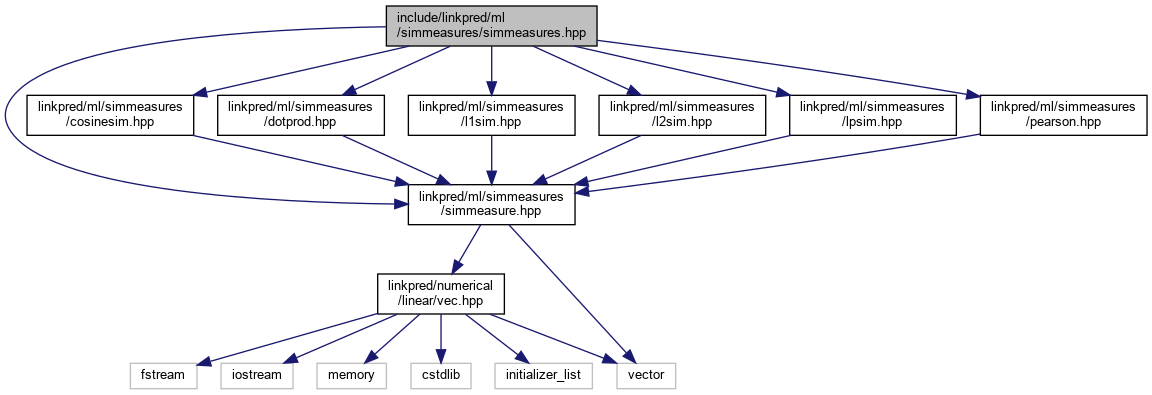 include/linkpred/ml
/simmeasures/simmeasures.hpp
linkpred/ml/simmeasures
/cosinesim.hpp
linkpred/ml/simmeasures
/dotprod.hpp
linkpred/ml/simmeasures
/l1sim.hpp
linkpred/ml/simmeasures
/l2sim.hpp
linkpred/ml/simmeasures
/lpsim.hpp
linkpred/ml/simmeasures
/pearson.hpp
linkpred/ml/simmeasures
/simmeasure.hpp
linkpred/numerical
/linear/vec.hpp
fstream
iostream
memory
cstdlib
initializer_list
vector